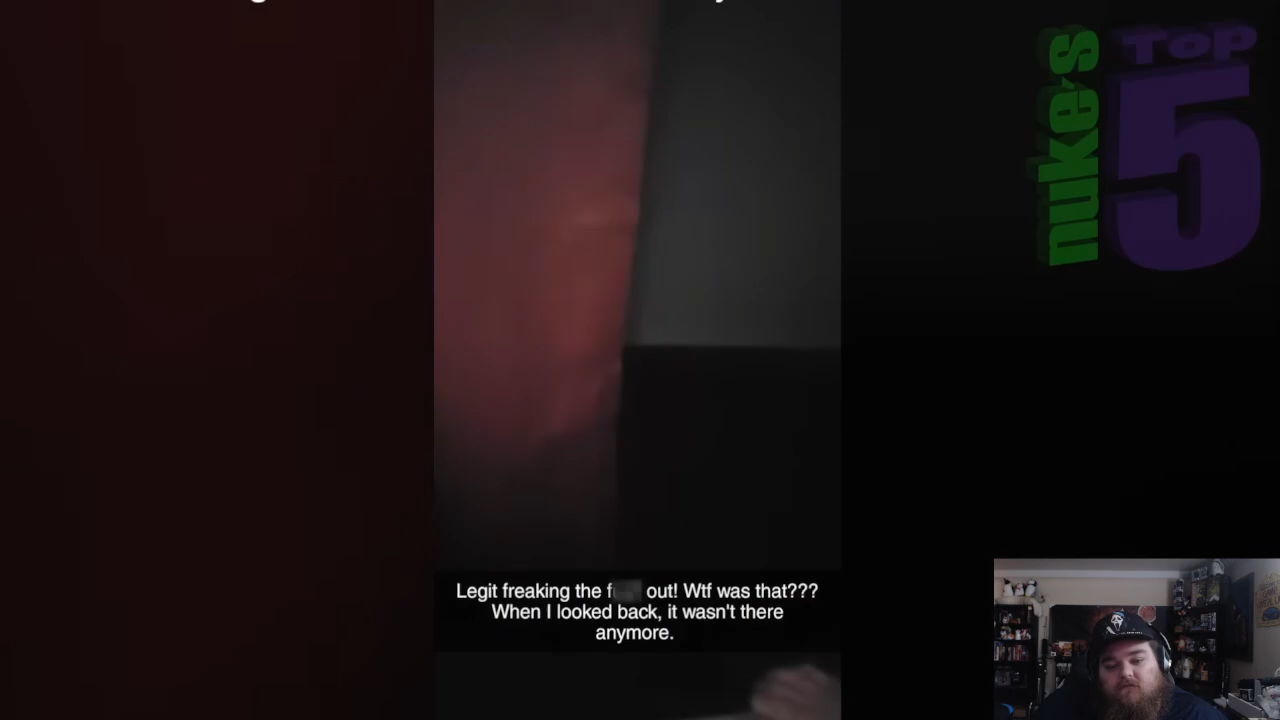 nuke's
Top
5
Legit freaking the f out! Wtf was that???
When I looked back, it wasn't there
anymore.